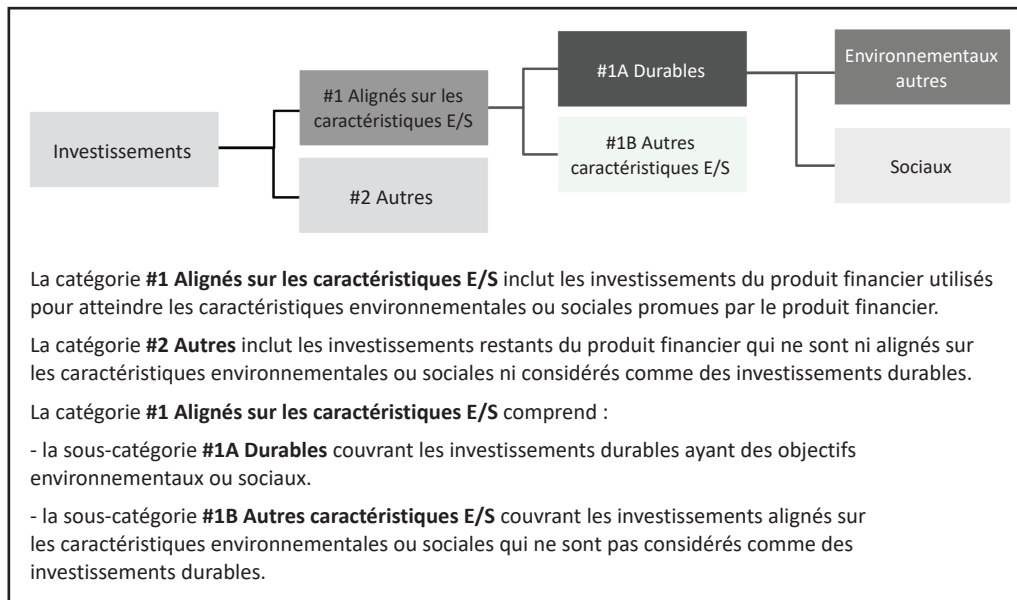 Investissements
#1 Alignés sur les
caractéristiques E/S
#2 Autres
#1A Durables
#1B Autres
caractéristiques E/S
Environnementaux
autres
Sociaux
La catégorie #1 Alignés sur les caractéristiques E/S inclut les investissements du produit financier utilisés
pour atteindre les caractéristiques environnementales ou sociales promues par le produit financier.
La catégorie #2 Autres inclut les investissements restants du produit financier qui ne sont ni alignés sur
les caractéristiques environnementales ou sociales ni considérés comme des investissements durables.
La catégorie #1 Alignés sur les caractéristiques E/S comprend :
- la sous-catégorie #1A Durables couvrant les investissements durables ayant des objectifs
environnementaux ou sociaux.
- la sous-catégorie #1B Autres caractéristiques E/S couvrant les investissements alignés sur
les caractéristiques environnementales ou sociales qui ne sont pas considérés comme des
investissements durables.